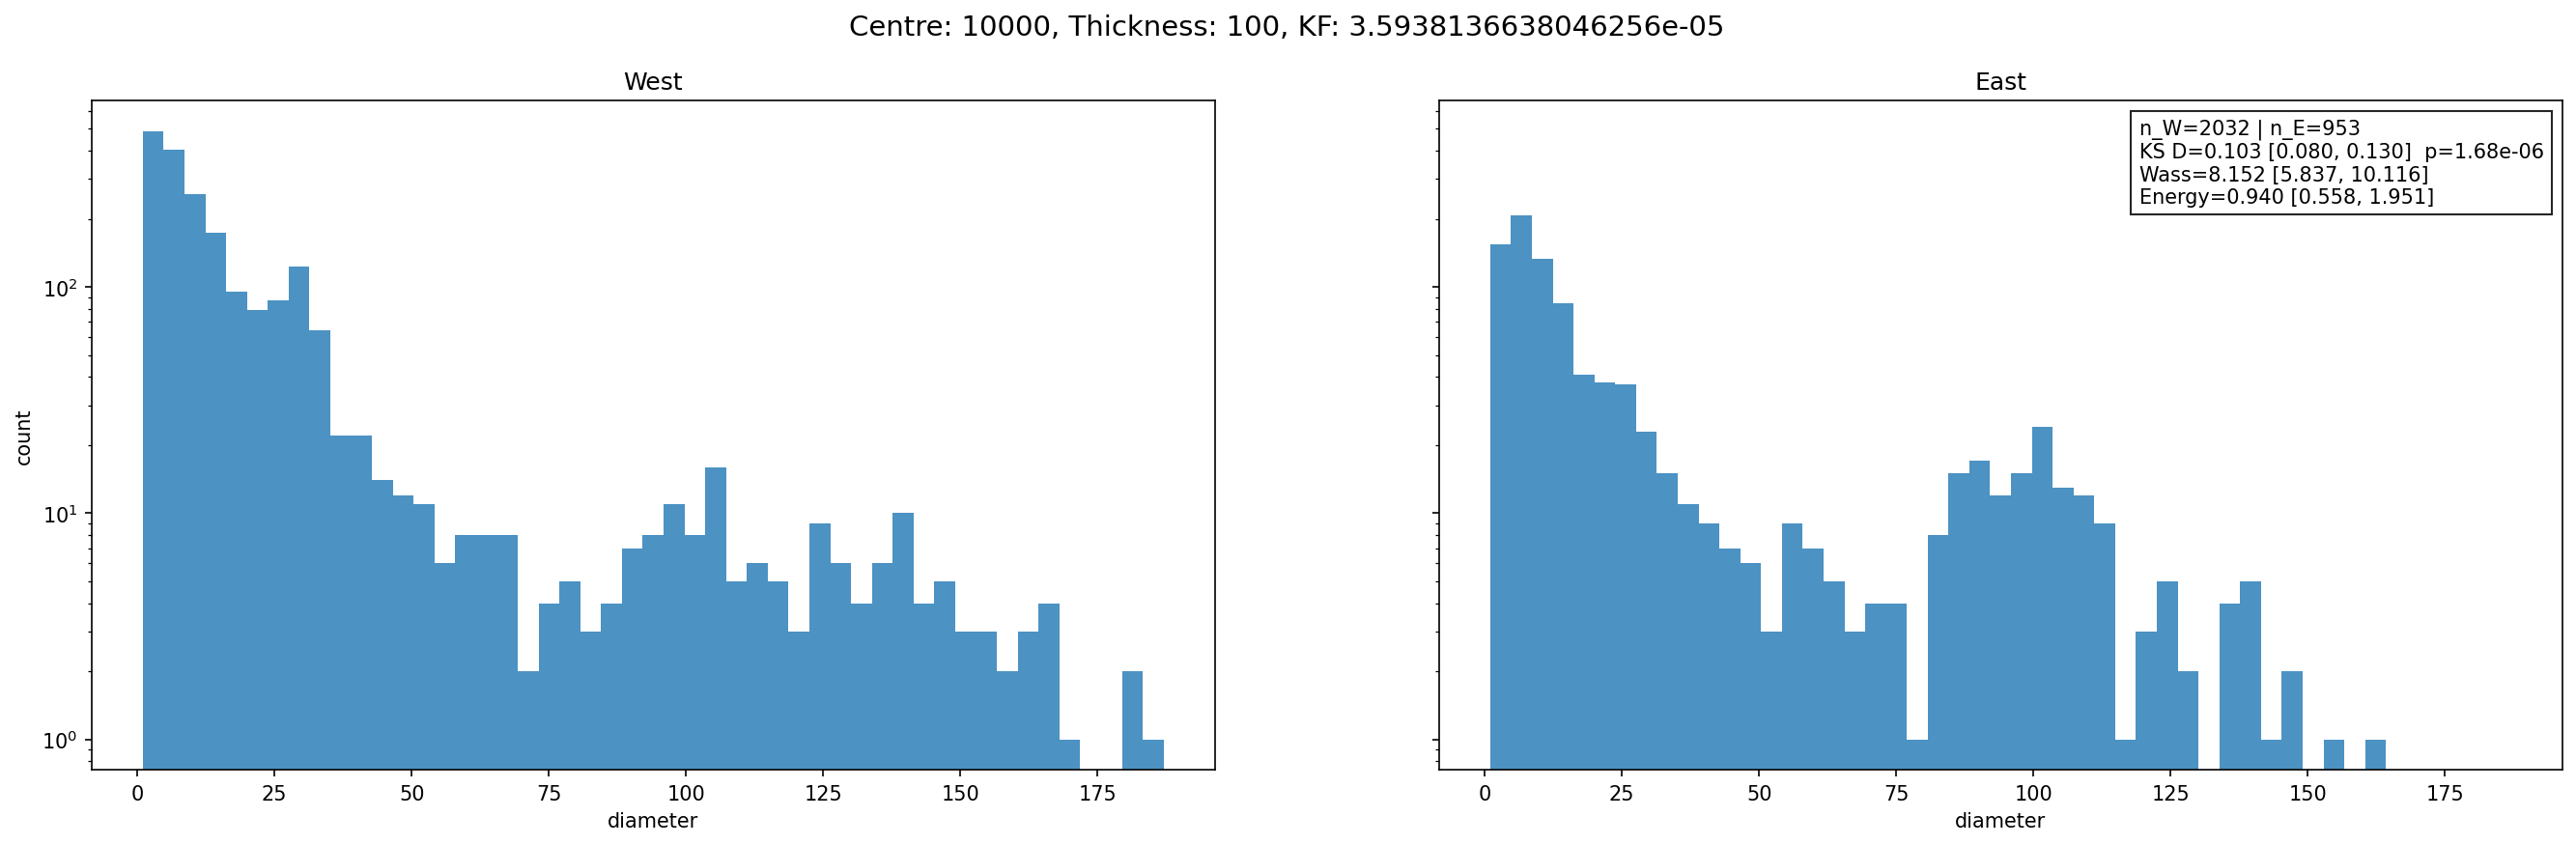 Centre: 10000, Thickness: 100, KF: 3.5938136638046256e-05
West
count
10²
10¹
10⁰
0 25 50 75 100 125 150 175
diameter
East
n_W=2032 | n_E=953
KS D=0.103 [0.080, 0.130]  p=1.68e-06
Wass=8.152 [5.837, 10.116]
Energy=0.940 [0.558, 1.951]
0 25 50 75 100 125 150 175
diameter